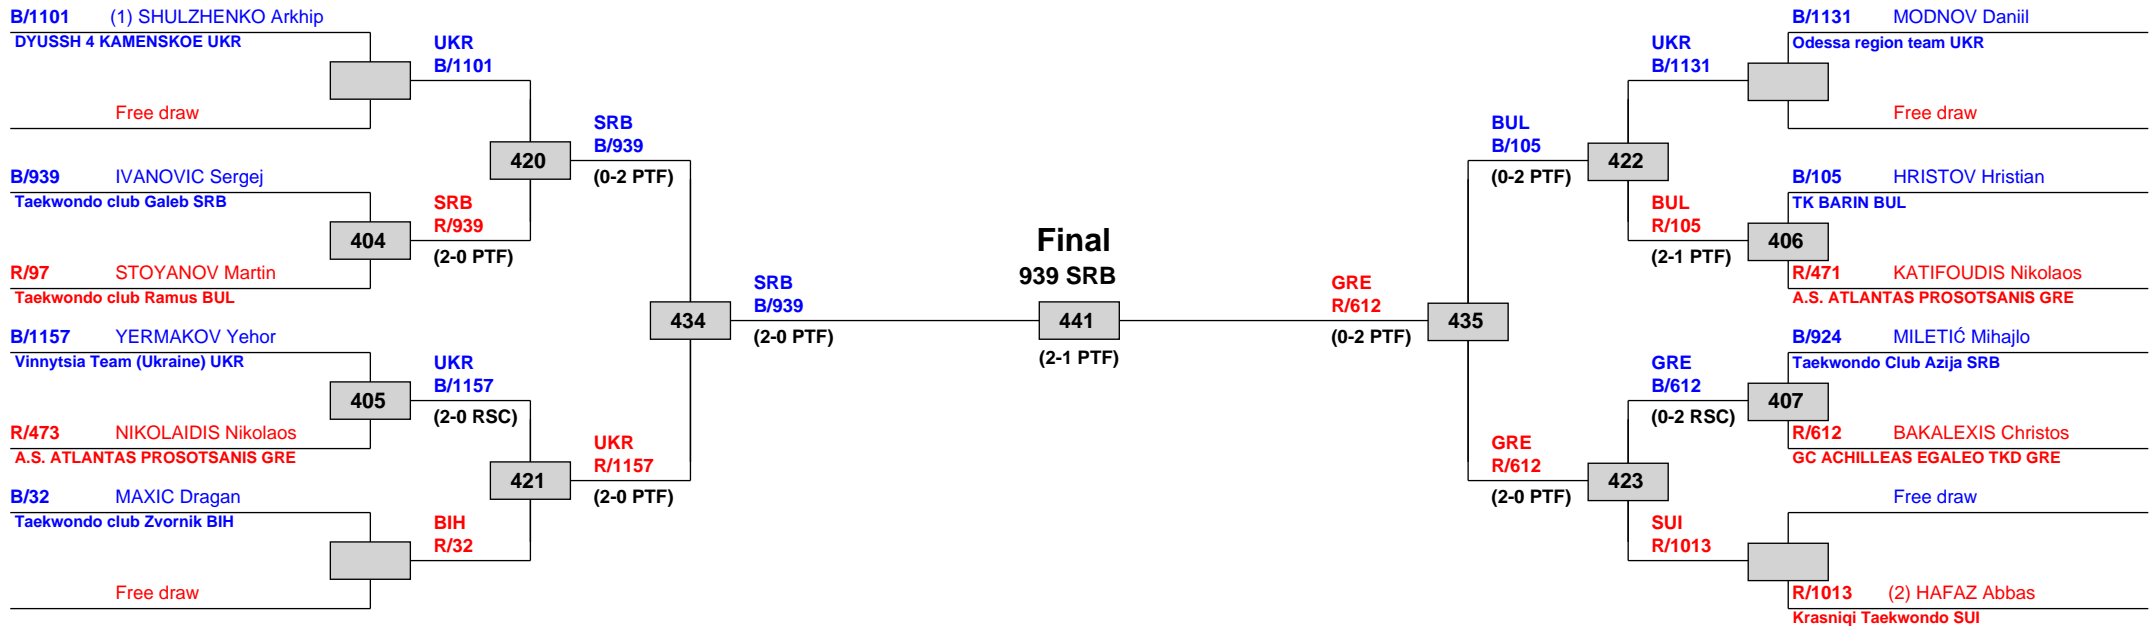 B/1101 (1) SHULZHENKO Arkhip
DYUSSH 4 KAMENSKOE UKR
Free draw
B/939 IVANOVIC Sergej
Taekwondo club Galeb SRB
R/97 STOYANOV Martin
Taekwondo club Ramus BUL
B/1157 YERMAKOV Yehor
Vinnytsia Team (Ukraine) UKR
R/473 NIKOLAIDIS Nikolaos
A.S. ATLANTAS PROSOTSANIS GRE
B/32 MAXIC Dragan
Taekwondo club Zvornik BIH
Free draw
404
405
UKR
B/1101
SRB
R/939
(2-0 PTF)
UKR
B/1157
(2-0 RSC)
BIH
R/32
420
421
SRB
B/939
(0-2 PTF)
UKR
R/1157
(2-0 PTF)
434
SRB
B/939
(2-0 PTF)
Final
939 SRB
441
(2-1 PTF)
GRE
R/612
(0-2 PTF)
435
BUL
B/105
(0-2 PTF)
GRE
R/612
(2-0 PTF)
422
423
UKR
B/1131
BUL
R/105
(2-1 PTF)
GRE
B/612
(0-2 RSC)
SUI
R/1013
406
407
B/1131 MODNOV Daniil
Odessa region team UKR
Free draw
B/105 HRISTOV Hristian
TK BARIN BUL
R/471 KATIFOUDIS Nikolaos
A.S. ATLANTAS PROSOTSANIS GRE
B/924 MILETIĆ Mihajlo
Taekwondo Club Azija SRB
R/612 BAKALEXIS Christos
GC ACHILLEAS EGALEO TKD GRE
Free draw
R/1013 (2) HAFAZ Abbas
Krasniqi Taekwondo SUI